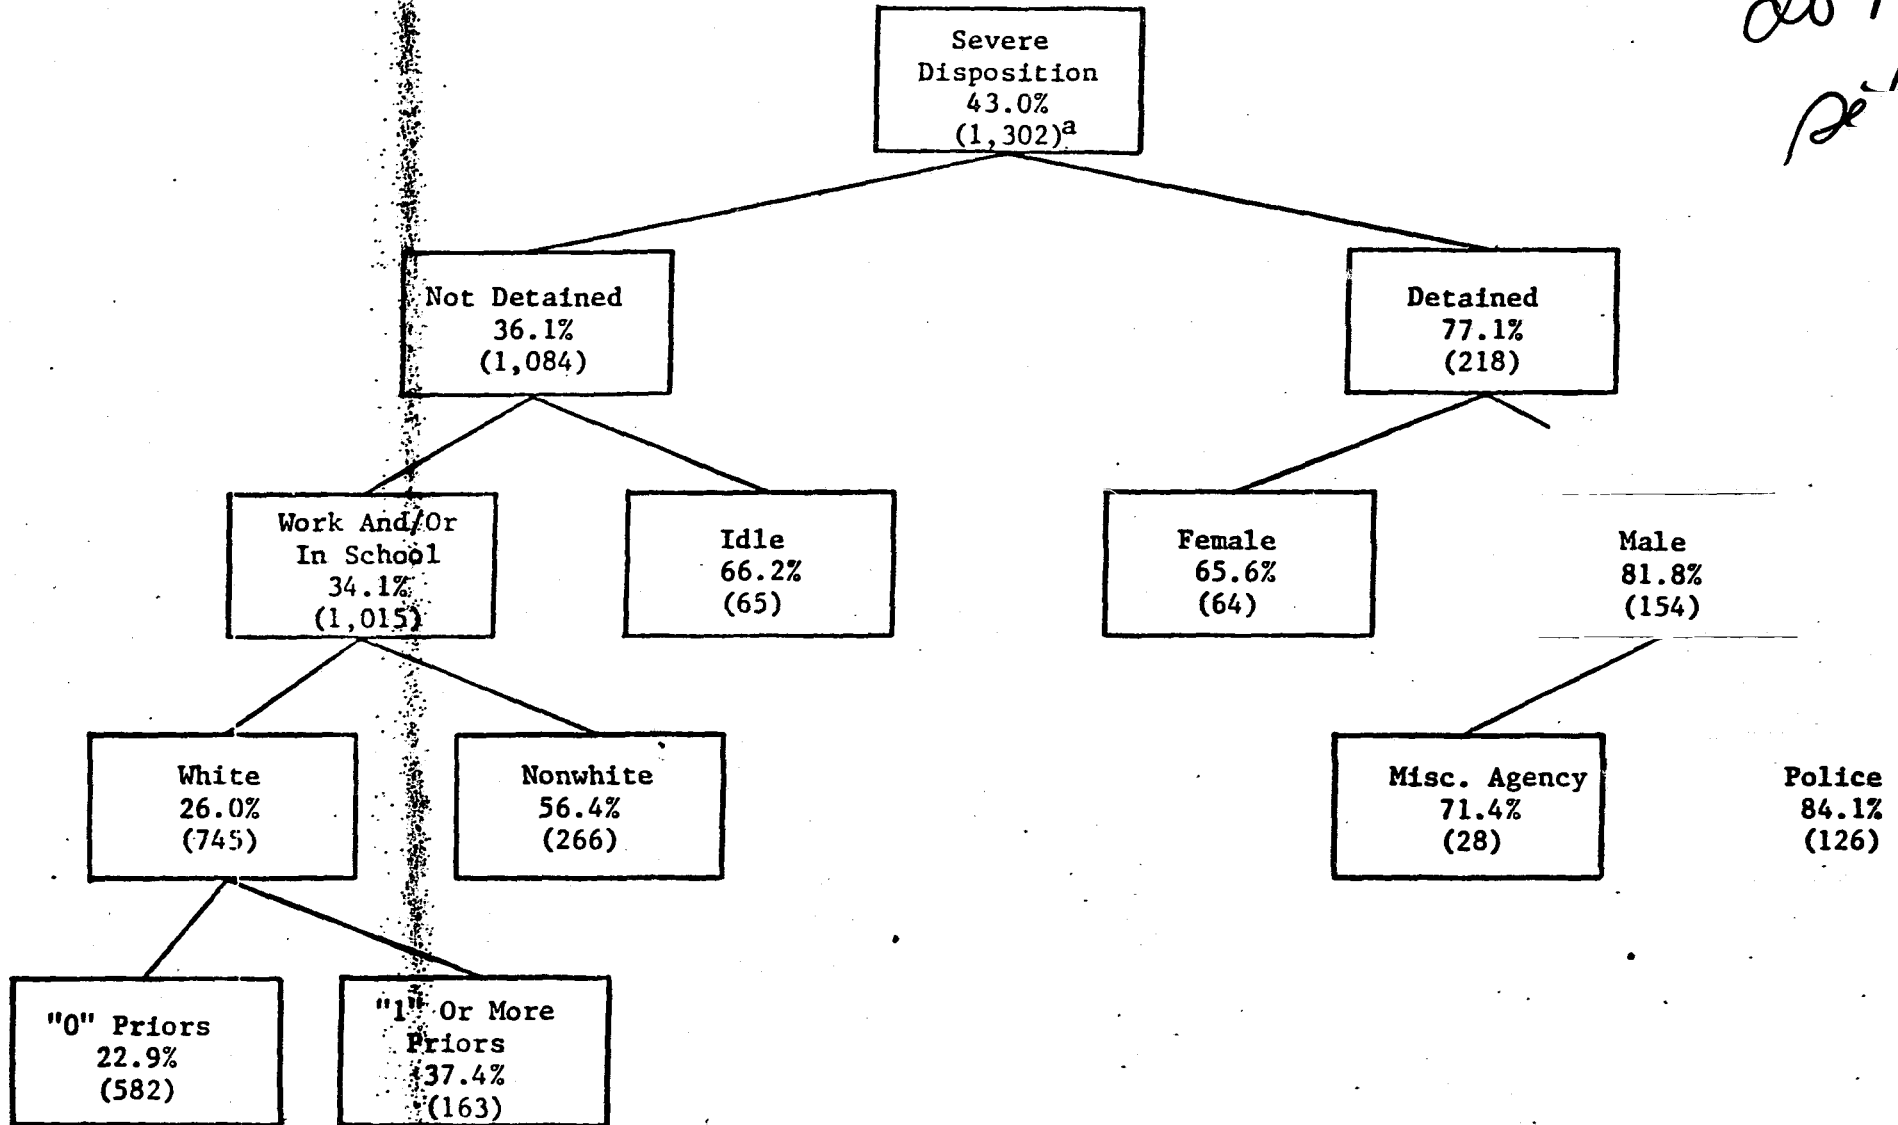 Severe
Disposition
43.0%
(1,302)a
Not Detained
36.1%
(1,084)
Detained
77.1%
(218)
Work And/Or
In School
34.1%
(1,015)
Idle
66.2%
(65)
Female
65.6%
(64)
Male
81.8%
(154)
White
26.0%
(745)
Nonwhite
56.4%
(266)
Misc. Agency
71.4%
(28)
Police
84.1%
(126)
"0" Priors
22.9%
(582)
"1" Or More
Priors
37.4%
(163)